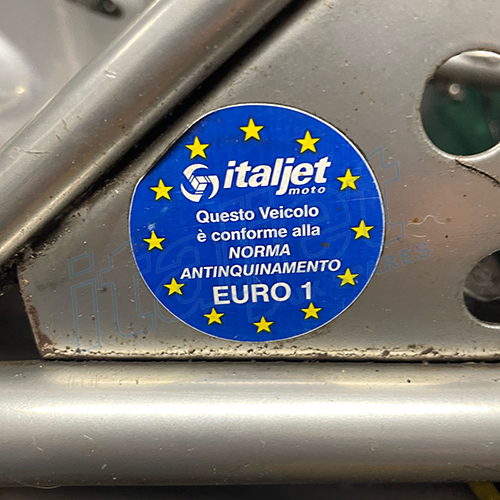 italjet
moto
Questo Veicolo
è conforme alla
NORMA
ANTINQUINAMENTO
EURO 1